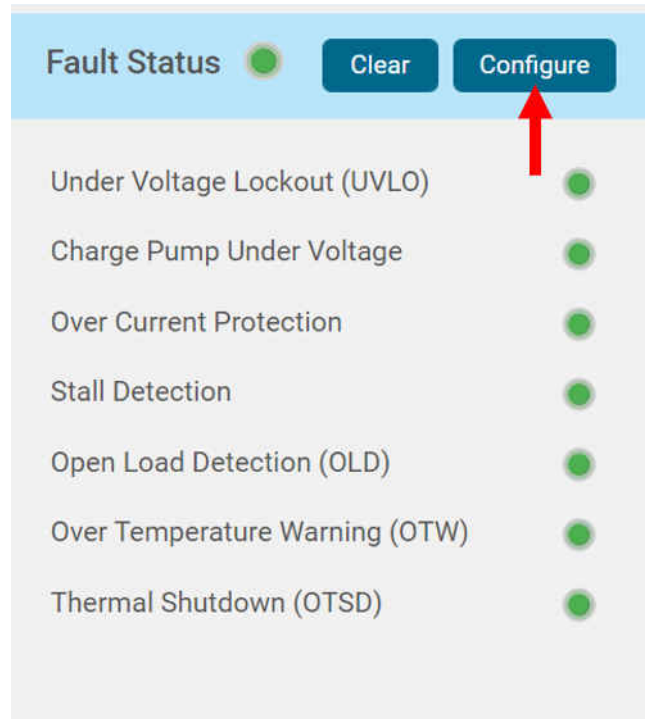 Fault Status Clear Configure
Under Voltage Lockout (UVLO)
Charge Pump Under Voltage
Over Current Protection
Stall Detection
Open Load Detection (OLD)
Over Temperature Warning (OTW)
Thermal Shutdown (OTSD)